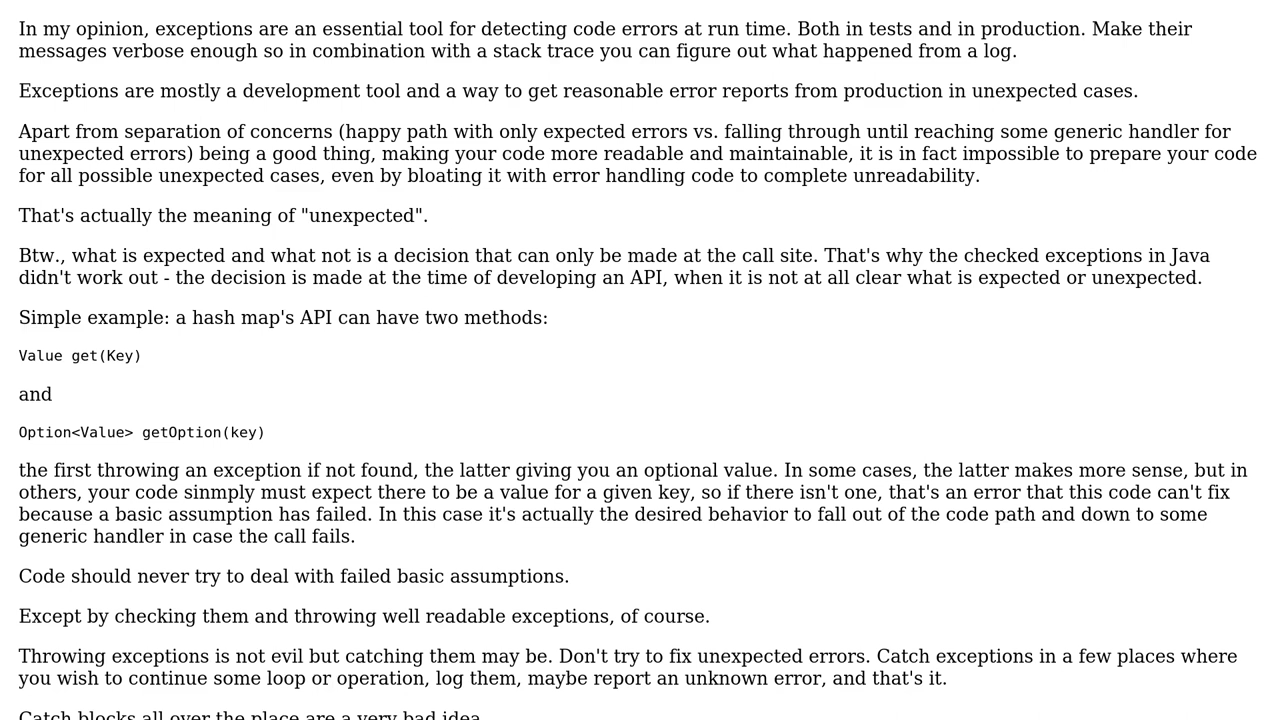 In my opinion, exceptions are an essential tool for detecting code errors at run time. Both in tests and in production. Make their
messages verbose enough so in combination with a stack trace you can figure out what happened from a log.
Exceptions are mostly a development tool and a way to get reasonable error reports from production in unexpected cases.
Apart from separation of concerns (happy path with only expected errors vs. falling through until reaching some generic handler for
unexpected errors) being a good thing, making your code more readable and maintainable, it is in fact impossible to prepare your code
for all possible unexpected cases, even by bloating it with error handling code to complete unreadability.
That's actually the meaning of "unexpected".
Btw., what is expected and what not is a decision that can only be made at the call site. That's why the checked exceptions in Java
didn't work out - the decision is made at the time of developing an API, when it is not at all clear what is expected or unexpected.
Simple example: a hash map's API can have two methods:
Value get(Key)
and
Option<Value> getOption(key)
the first throwing an exception if not found, the latter giving you an optional value. In some cases, the latter makes more sense, but in
others, your code sinmply must expect there to be a value for a given key, so if there isn't one, that's an error that this code can't fix
because a basic assumption has failed. In this case it's actually the desired behavior to fall out of the code path and down to some
generic handler in case the call fails.
Code should never try to deal with failed basic assumptions.
Except by checking them and throwing well readable exceptions, of course.
Throwing exceptions is not evil but catching them may be. Don't try to fix unexpected errors. Catch exceptions in a few places where
you wish to continue some loop or operation, log them, maybe report an unknown error, and that's it.
Catch blocks all over the place are a very bad idea.